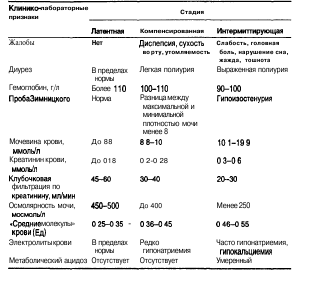 Клинико-лабораторные признаки
Стадия
Латентная Компенсированная Интермиттирующая
Жалобы Нет Диспепсия, сухость во рту, утомляемость Слабость, головная боль, нарушение сна, жажда, тошнота
Диурез В пределах нормы Легкая полиурия Выраженная полиурия
Гемоглобин, г/л Более 110 100–110 90–100
Проба Зимницкого Норма Разница между максимальной и минимальной плотностью мочи менее 8 Гипоизостенурия
Мочевина крови, ммоль/л До 88 8 8–10 10 1–19 9
Креатинин крови, ммоль/л До 018 0 2-0 28 0 3–0 6
Клубочковая фильтрация по креатинину, мл/мин 45–60 30–40 20–30
Осмолярность мочи, мосмоль/л 450–500 До 400 Менее 250
«Средние молекулы» крови (Ед) 0 25–0 35 0 36–0 45 0 46–0 55
Электролиты крови В пределах нормы Редко гипонатриемия Часто гипонатриемия, гипокальциемия
Метаболический ацидоз Отсутствует Отсутствует Умеренный